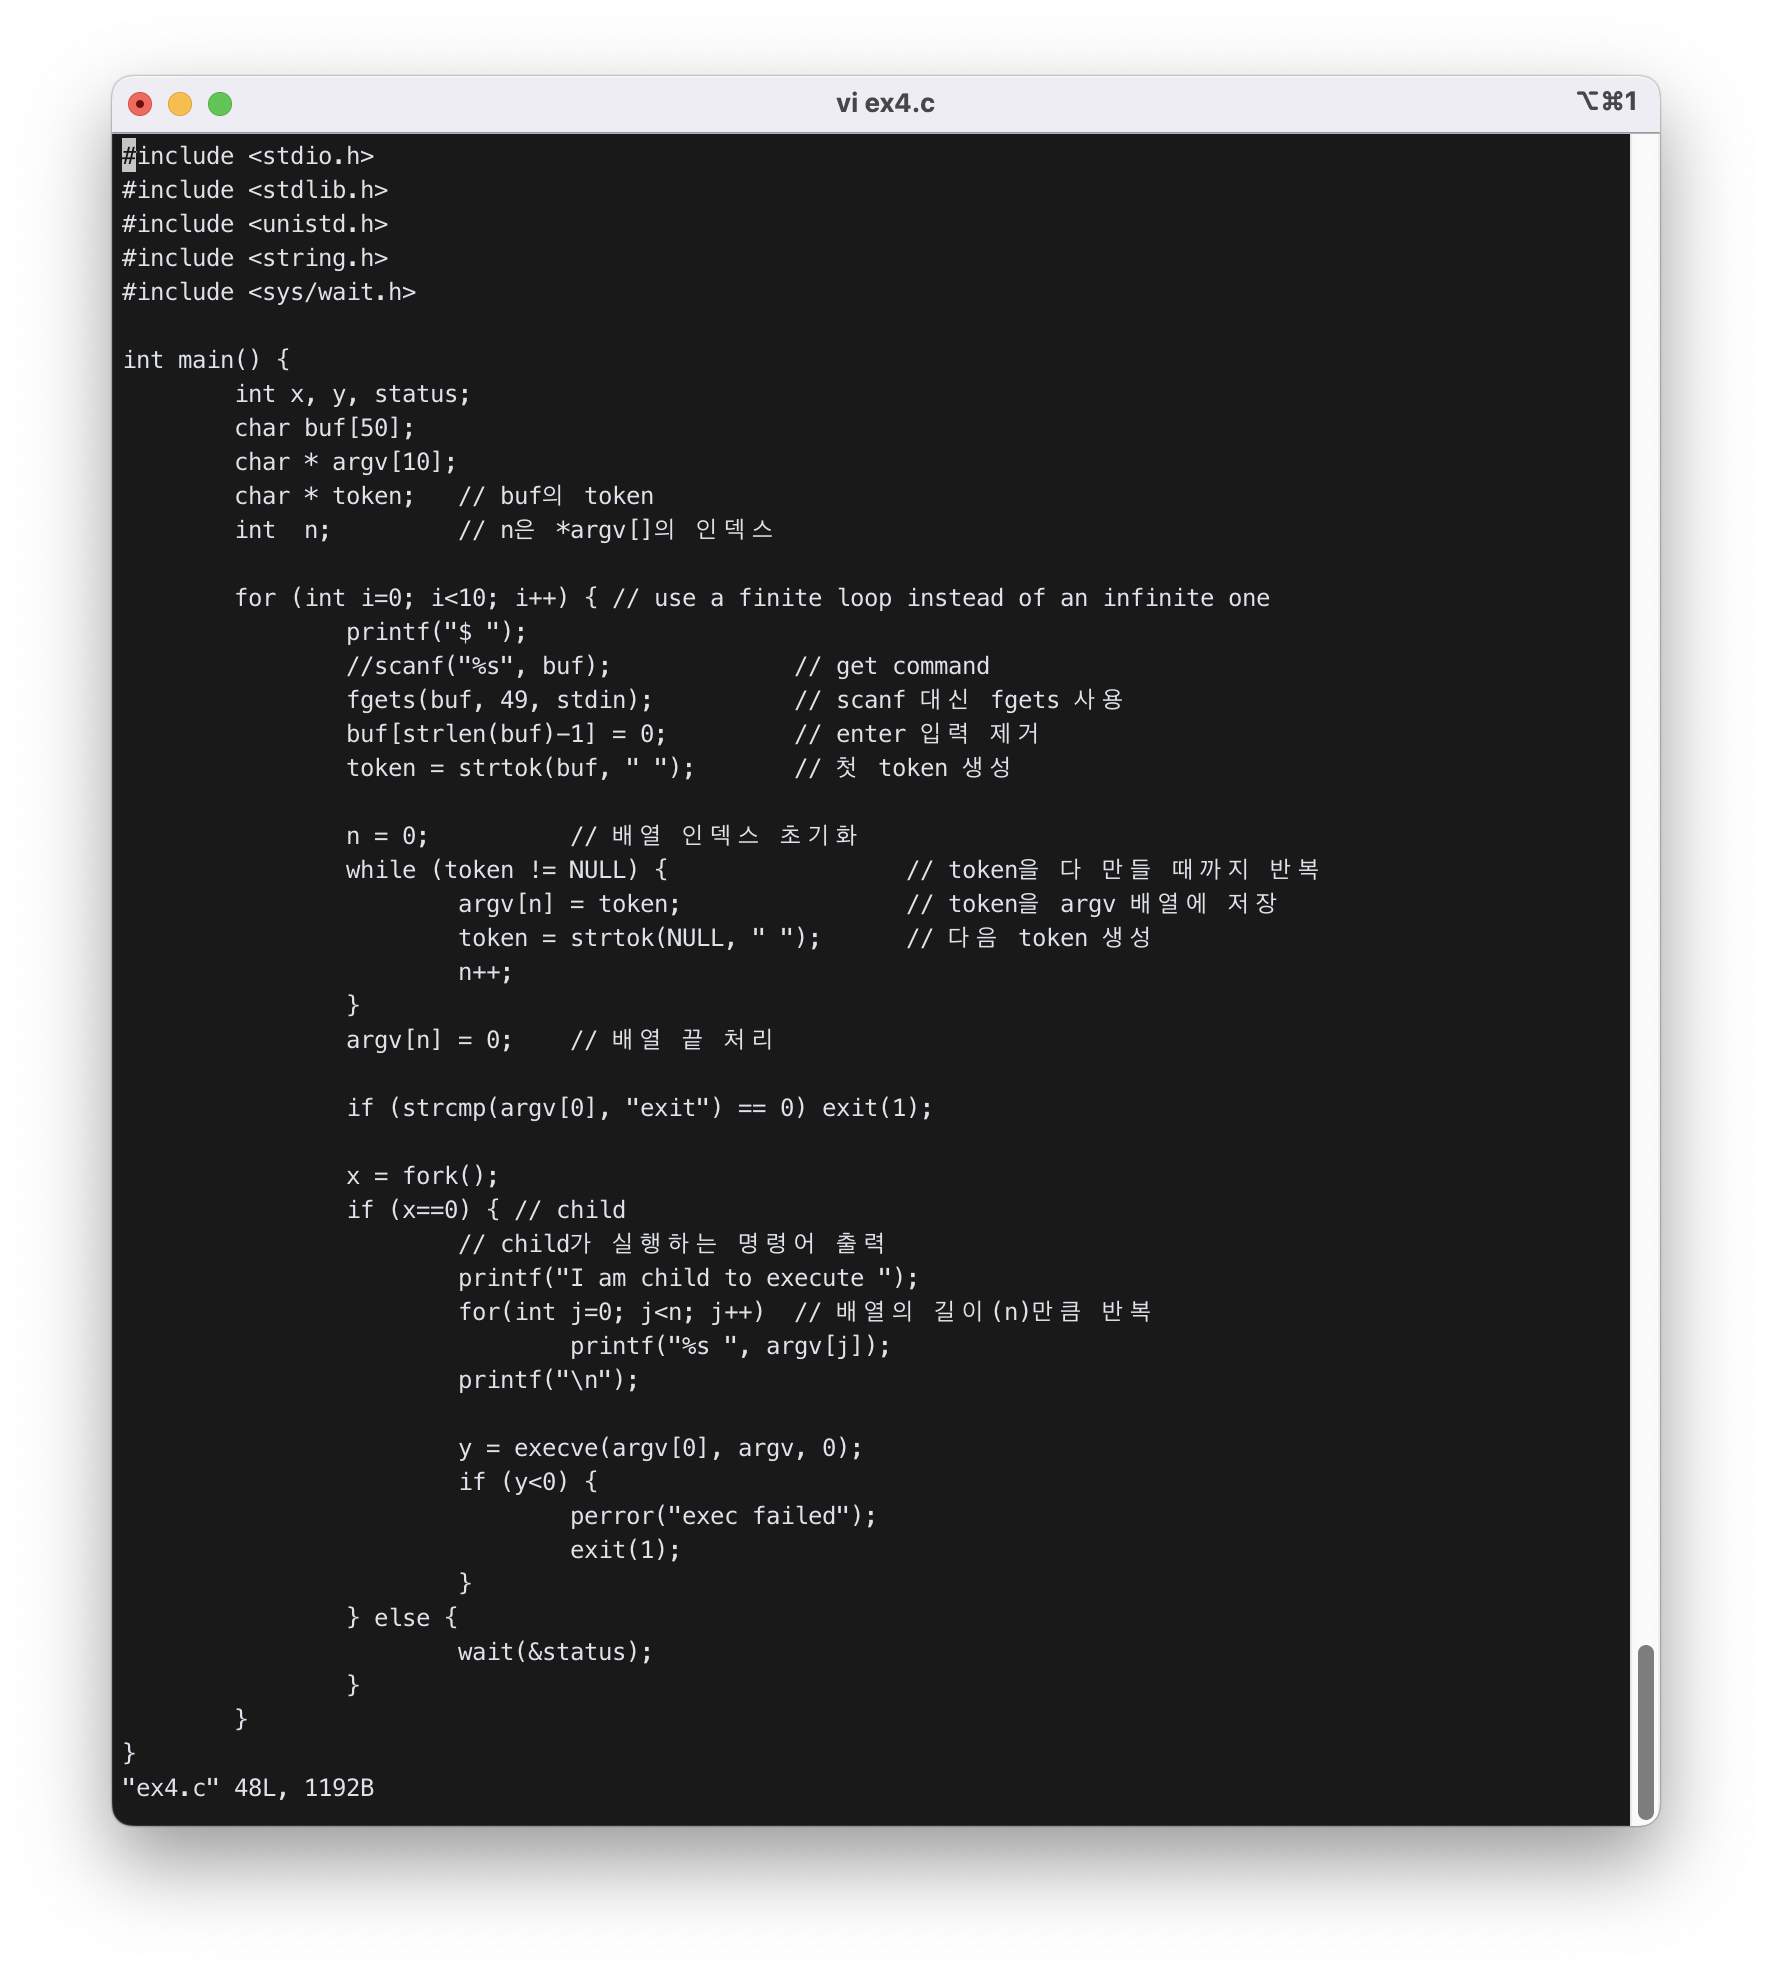 vi ex4.c
⌥⌘1
#include <stdio.h>
#include <stdlib.h>
#include <unistd.h>
#include <string.h>
#include <sys/wait.h>
int main() {
        int x, y, status;
        char buf[50];
        char * argv[10];
        char * token;   // buf의 token
        int  n;         // n은 *argv[]의 인덱스
        for (int i=0; i<10; i++) { // use a finite loop instead of an infinite one
                printf("$ ");
                //scanf("%s", buf);             // get command
                fgets(buf, 49, stdin);          // scanf 대신 fgets 사용
                buf[strlen(buf)-1] = 0;         // enter 입력 제거
                token = strtok(buf, " ");       // 첫 token 생성
                n = 0;          // 배열 인덱스 초기화
                while (token != NULL) {                 // token을 다 만들 때까지 반복
                        argv[n] = token;                // token을 argv 배열에 저장
                        token = strtok(NULL, " ");      // 다음 token 생성
                        n++;
                }
                argv[n] = 0;    // 배열 끝 처리
                if (strcmp(argv[0], "exit") == 0) exit(1);
                x = fork();
                if (x==0) { // child
                        // child가 실행하는 명령어 출력
                        printf("I am child to execute ");
                        for(int j=0; j<n; j++)  // 배열의 길이(n)만큼 반복
                                printf("%s ", argv[j]);
                        printf("\n");
                        y = execve(argv[0], argv, 0);
                        if (y<0) {
                                perror("exec failed");
                                exit(1);
                        }
                } else {
                        wait(&status);
                }
        }
}
"ex4.c" 48L, 1192B